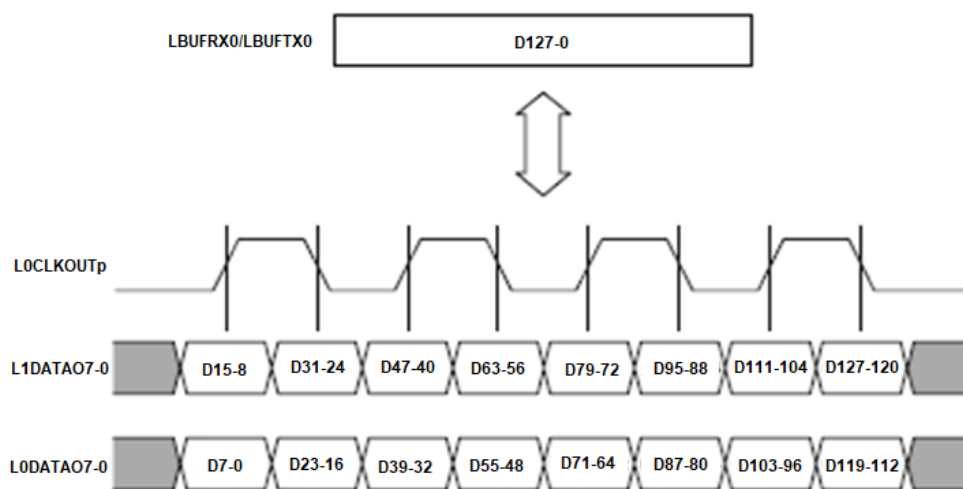 LBUFRX0/LBUFTX0 D127-0
L0CLKOUTp
L1DATAO7-0 D15-8 D31-24 D47-40 D63-56 D79-72 D95-88 D111-104 D127-120
L0DATAO7-0 D7-0 D23-16 D39-32 D55-48 D71-64 D87-80 D103-96 D119-112